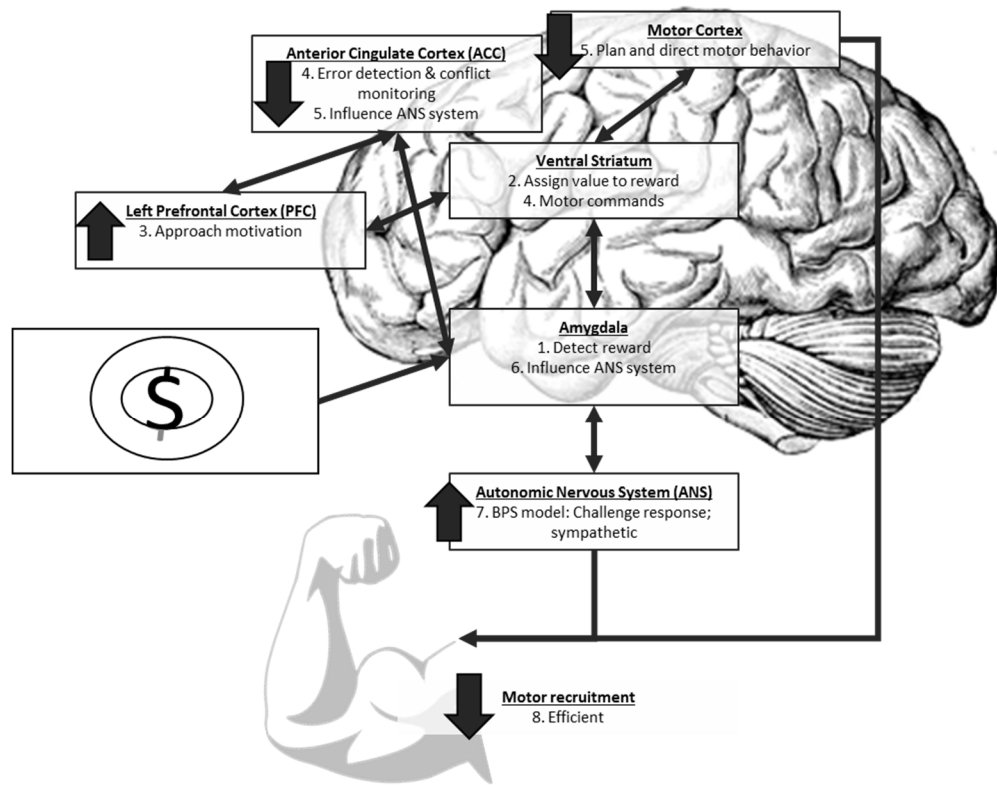 Motor Cortex
5. Plan and direct motor behavior
Anterior Cingulate Cortex (ACC)
4. Error detection & conflict
monitoring
5. Influence ANS system
Ventral Striatum
2. Assign value to reward
4. Motor commands
Left Prefrontal Cortex (PFC)
3. Approach motivation
Amygdala
1. Detect reward
6. Influence ANS system
$
Autonomic Nervous System (ANS)
7. BPS model: Challenge response;
sympathetic
Motor recruitment
8. Efficient